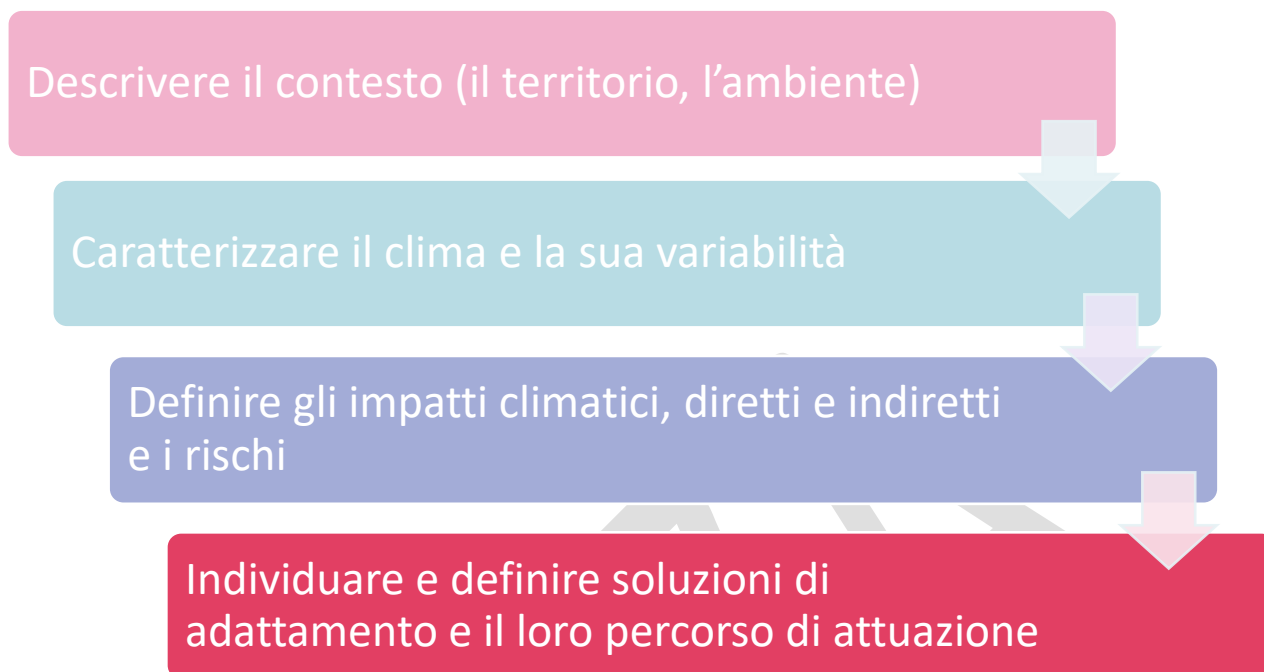 Descrivere il contesto (il territorio, l’ambiente)
Caratterizzare il clima e la sua variabilità
Definire gli impatti climatici, diretti e indiretti
e i rischi
Individuare e definire soluzioni di
adattamento e il loro percorso di attuazione